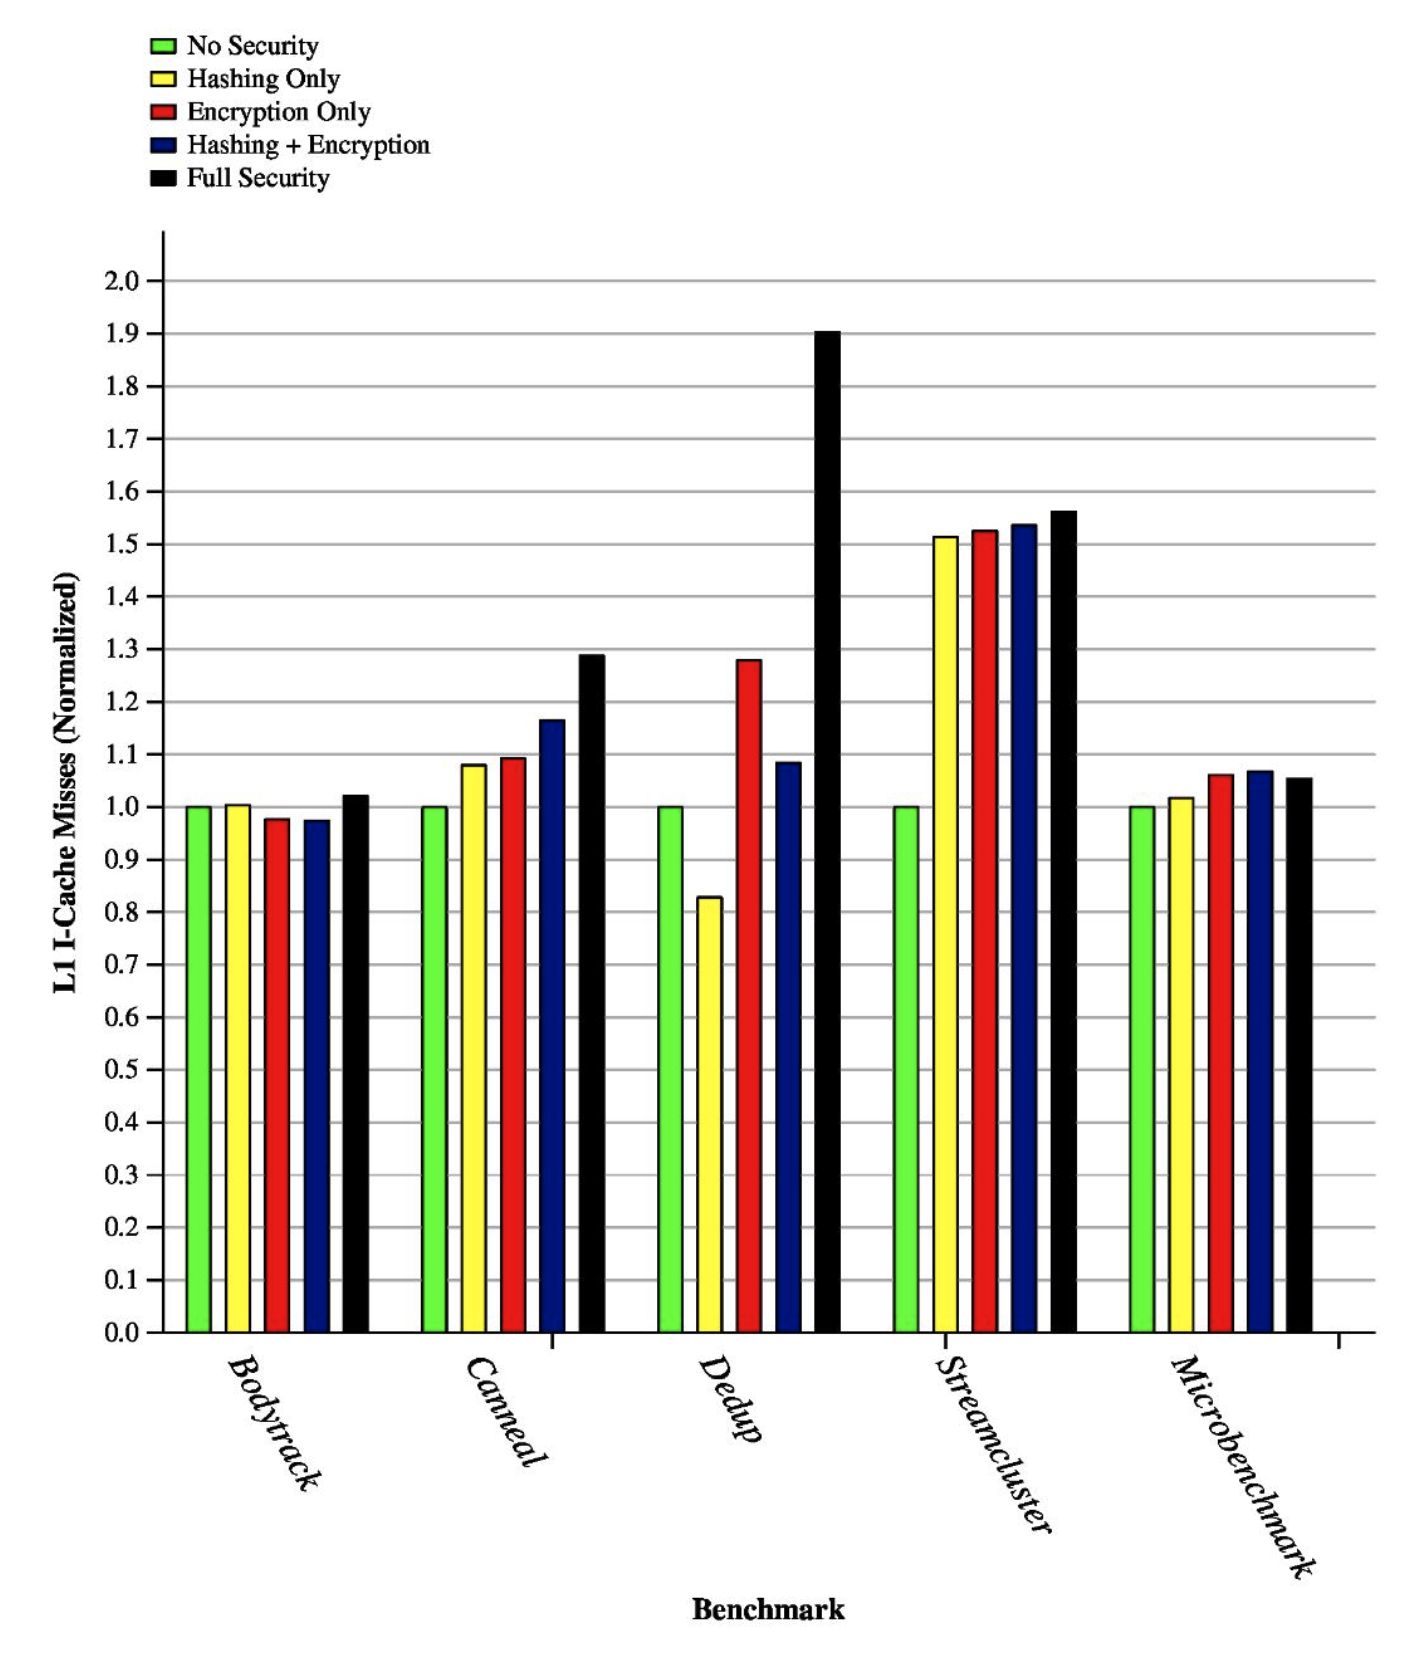 No Security
Hashing Only
Encryption Only
Hashing + Encryption
Full Security
2.0
1.9
1.8
1.7
1.6
1.5
1.4
1.3
1.2
1.1
1.0
0.9
0.8
0.7
0.6
0.5
0.4
0.3
0.2
0.1
0.0
L1 I-Cache Misses (Normalized)
Bodytrack
Canneal
Dedup
Streamcluster
Microbenchmark
Benchmark